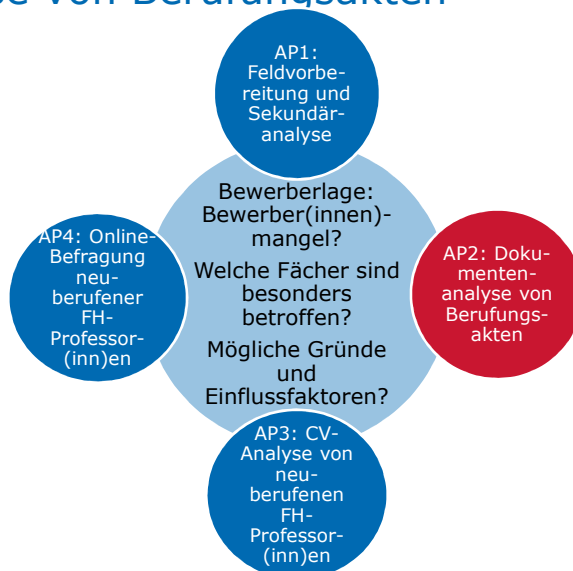 se von Berufungsakten
AP1:
Feldvorbe-
reitung und
Sekundär-
analyse
Bewerberlage:
Bewerber(innen)-
mangel?
Welche Fächer sind
besonders
betroffen?
Mögliche Gründe
und
Einflussfaktoren?
AP2: Doku-
menten-
analyse von
Berufungs-
akten
AP3: CV-
Analyse von
neu-
berufenen
FH-
Professor-
(inn)en
AP4: Online-
Befragung
neu-
berufener
FH-
Professor-
(inn)en